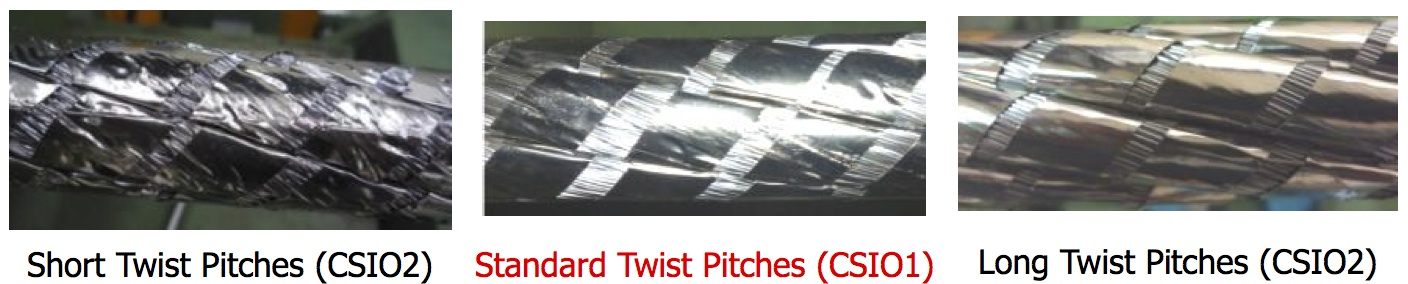 Short Twist Pitches (CSIO2)
Standard Twist Pitches (CSIO1)
Long Twist Pitches (CSIO2)